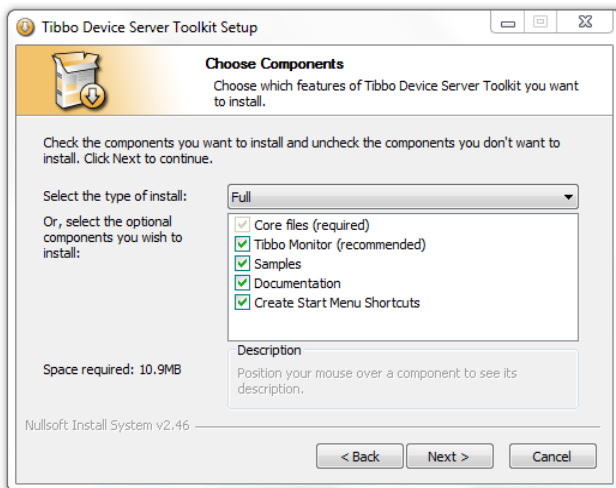 Tibbo Device Server Toolkit Setup
Choose Components
Choose which features of Tibbo Device Server Toolkit you want
to install.
Check the components you want to install and uncheck the components you don't want to
install. Click Next to continue.
Select the type of install:
Full
Or, select the optional
components you wish to
install:
Core files (required)
Tibbo Monitor (recommended)
Samples
Documentation
Create Start Menu Shortcuts
Space required: 10.9MB
Description
Position your mouse over a component to see its
description.
Nullsoft Install System v2.46
< Back
Next >
Cancel